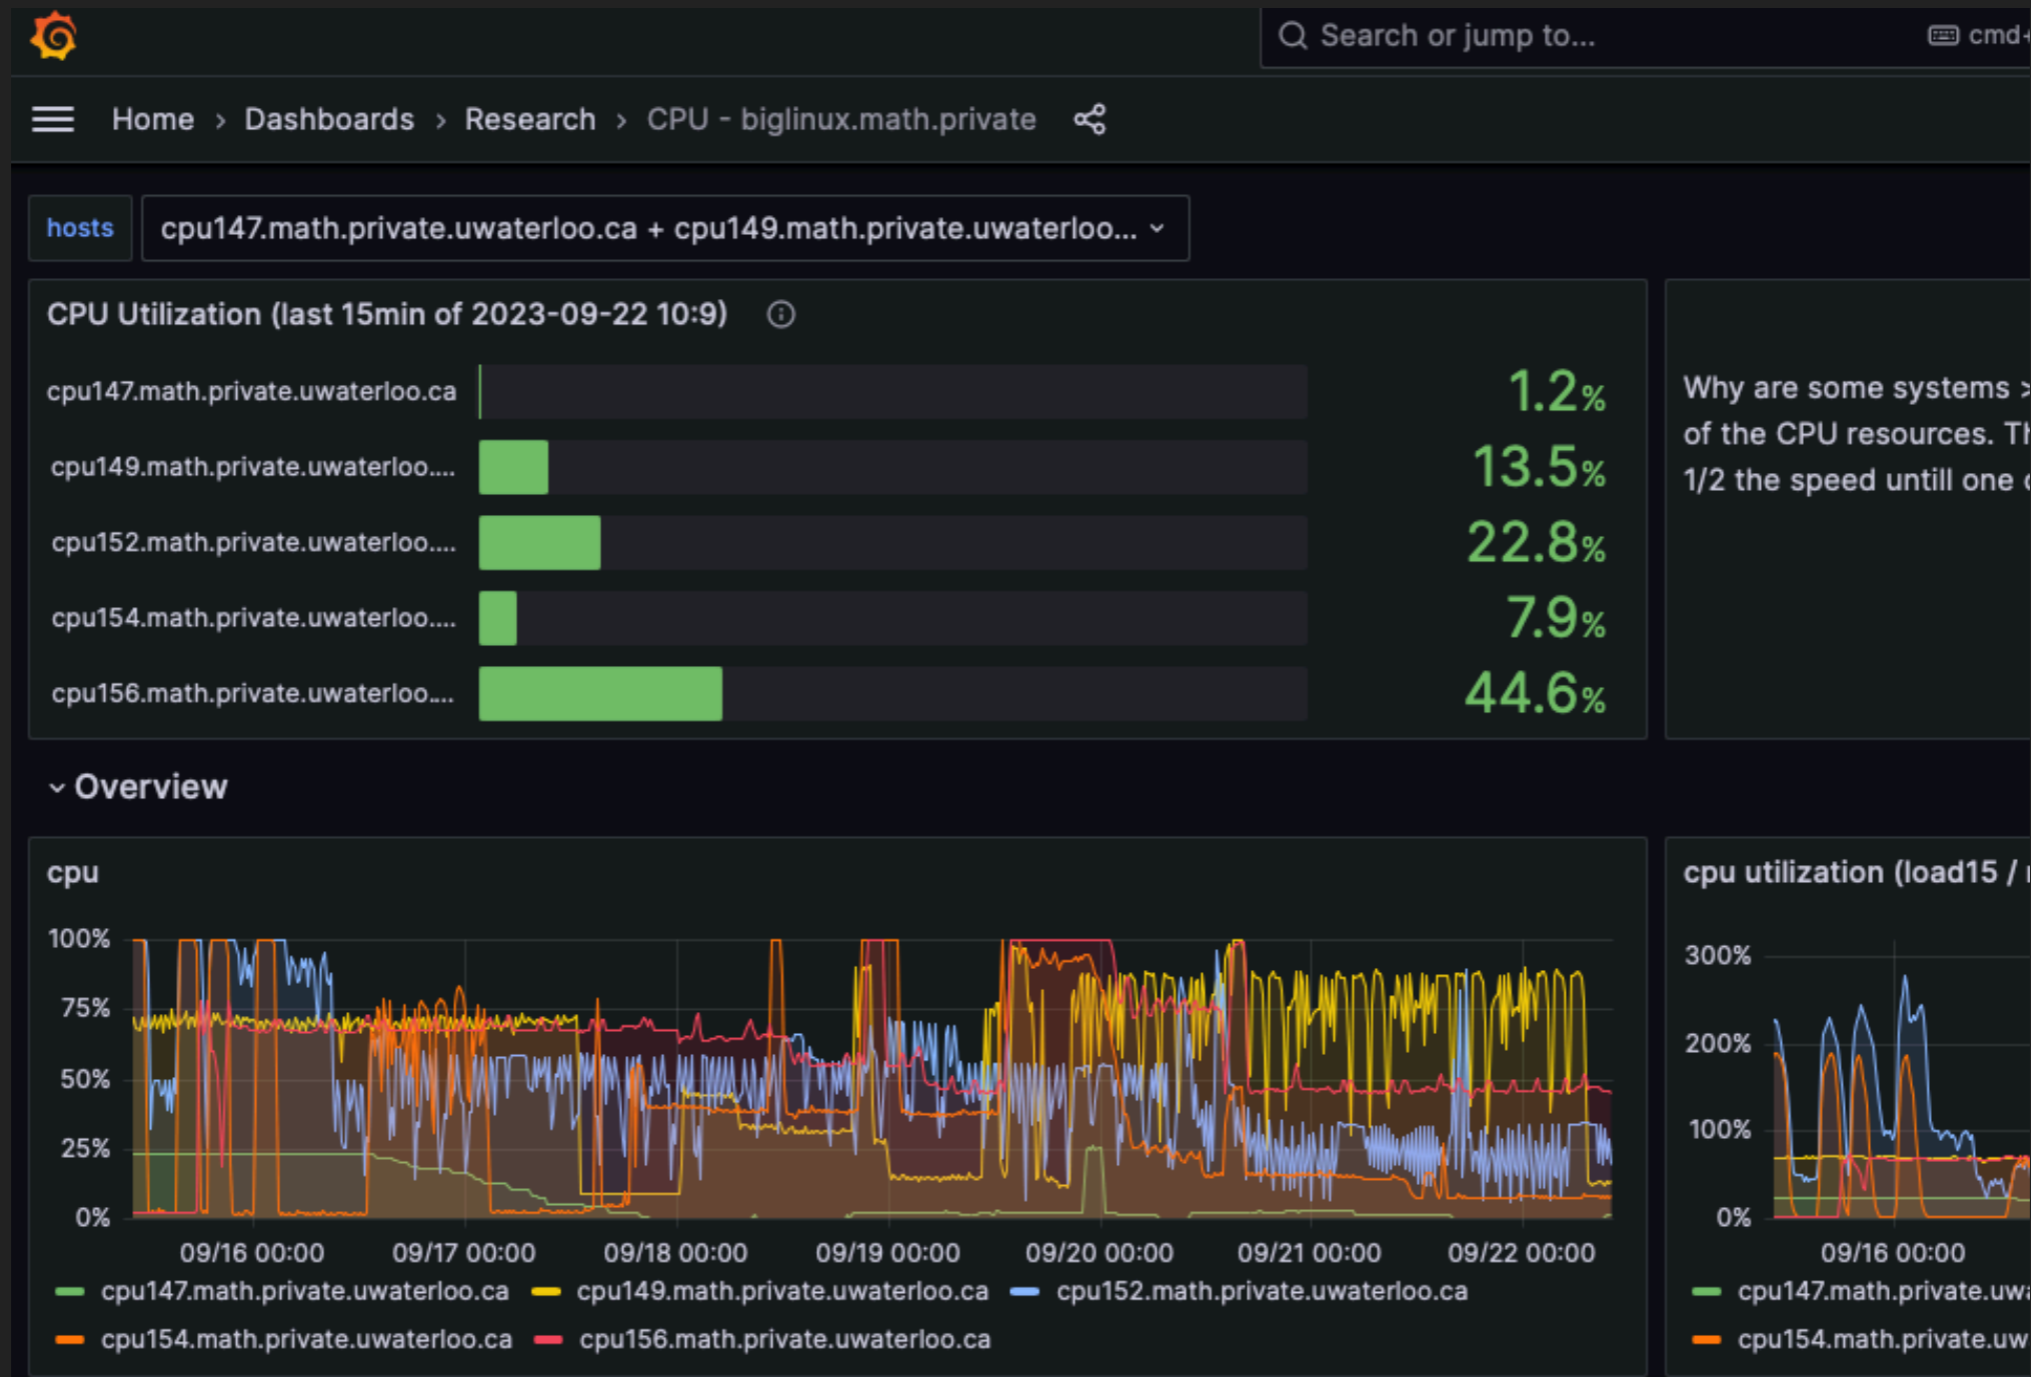 Search or jump to...
cmd+
Home › Dashboards › Research › CPU - biglinux.math.private
hosts
cpu147.math.private.uwaterloo.ca + cpu149.math.private.uwaterloo...
CPU Utilization (last 15min of 2023-09-22 10:9)
cpu147.math.private.uwaterloo.ca
1.2%
cpu149.math.private.uwaterloo....
13.5%
cpu152.math.private.uwaterloo....
22.8%
cpu154.math.private.uwaterloo....
7.9%
cpu156.math.private.uwaterloo....
44.6%
Why are some systems >
of the CPU resources.
1/2 the speed untill one
Overview
cpu
100%
75%
50%
25%
0%
09/16 00:00
09/17 00:00
09/18 00:00
09/19 00:00
09/20 00:00
09/21 00:00
09/22 00:00
cpu147.math.private.uwaterloo.ca
cpu149.math.private.uwaterloo.ca
cpu152.math.private.uwaterloo.ca
cpu154.math.private.uwaterloo.ca
cpu156.math.private.uwaterloo.ca
cpu utilization (load15 /
300%
200%
100%
0%
09/16 00:00
cpu147.math.private.uwa
cpu154.math.private.uw